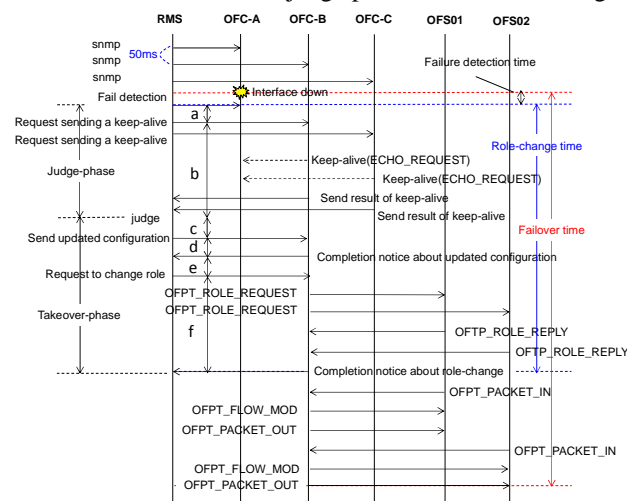 RMS OFC-A OFC-B OFC-C OFS01 OFS02
snmp
50ms
snmp
snmp
Failure detection time
Fail detection
Interface down
a
Request sending a keep-alive
Request sending a keep-alive
Role-change time
Keep-alive(ECHO_REQUEST)
Judge-phase
b
Keep-alive(ECHO_REQUEST)
Send result of keep-alive
judge
Send result of keep-alive
c
Failover time
Send updated configuration
d
Completion notice about updated configuration
e
Request to change role
OFPT_ROLE_REQUEST
OFPT_ROLE_REQUEST
Takeover-phase
f
OFTP_ROLE_REPLY
OFTP_ROLE_REPLY
Completion notice about role-change
OFPT_PACKET_IN
OFPT_FLOW_MOD
OFPT_PACKET_OUT
OFPT_PACKET_IN
OFPT_FLOW_MOD
OFPT_PACKET_OUT